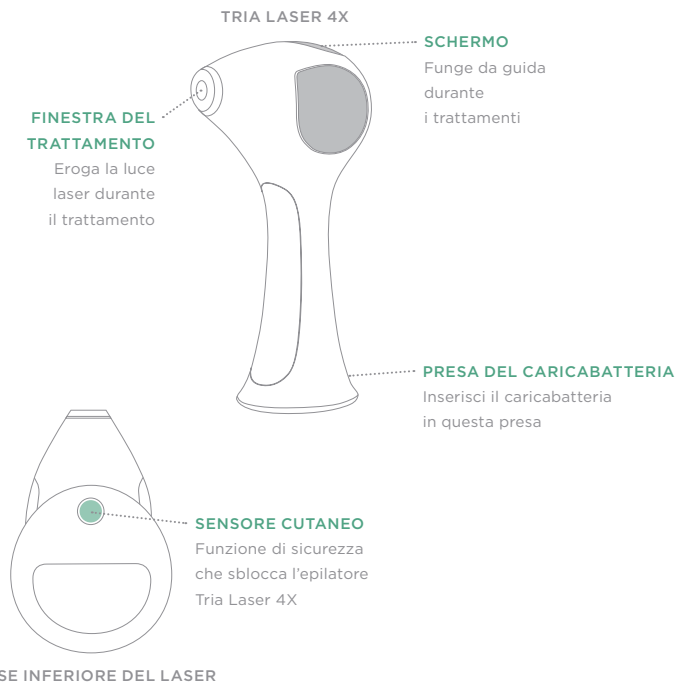 TRIA LASER 4X
SCHERMO
Funge da guida
durante
i trattamenti
FINESTRA DEL
TRATTAMENTO
Eroga la luce
laser durante
il trattamento
PRESA DEL CARICABATTERIA
Inserisci il caricabatteria
in questa presa
SENSORE CUTANEO
Funzione di sicurezza
che sblocca l'epilatore
Tria Laser 4X
SE INFERIORE DEL LASER